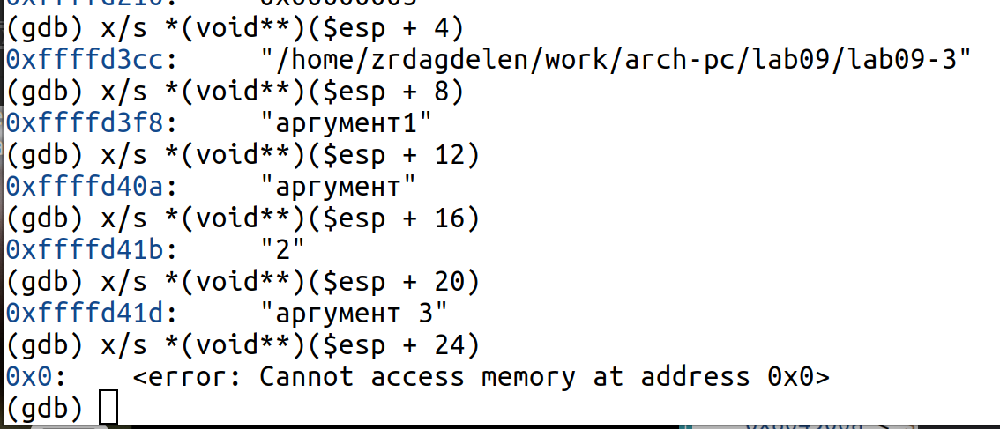 (gdb) x/s *(void**)($esp + 4)
0xffffd3cc:     "/home/zrdagdelen/work/arch-pc/lab09/lab09-3"
(gdb) x/s *(void**)($esp + 8)
0xffffd3f8:     "аргумент1"
(gdb) x/s *(void**)($esp + 12)
0xffffd40a:     "аргумент"
(gdb) x/s *(void**)($esp + 16)
0xffffd41b:     "2"
(gdb) x/s *(void**)($esp + 20)
0xffffd41d:     "аргумент 3"
(gdb) x/s *(void**)($esp + 24)
0x0:    <error: Cannot access memory at address 0x0>
(gdb)